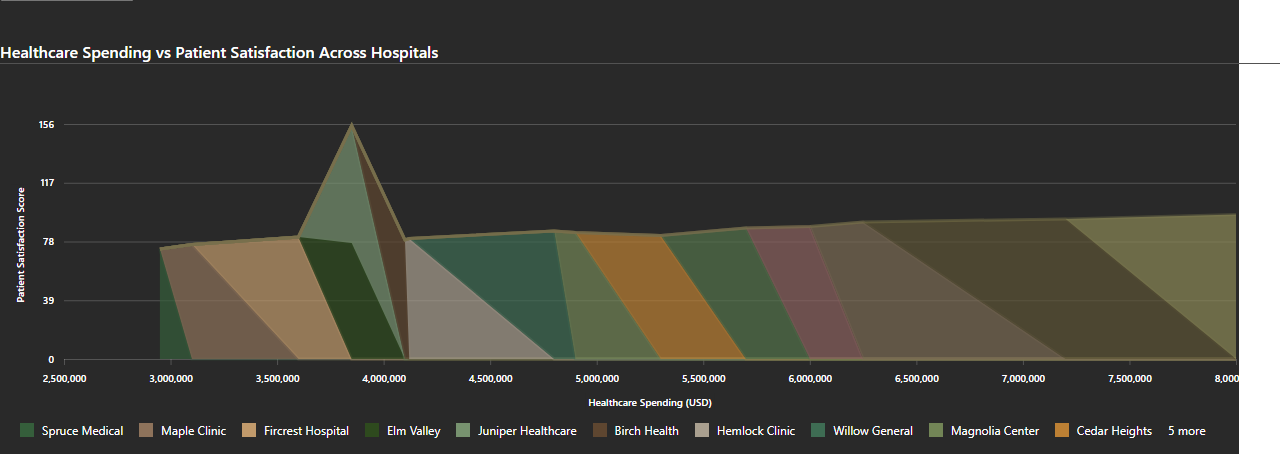 Healthcare Spending vs Patient Satisfaction Across Hospitals
156
117
78
39
0
Patient Satisfaction Score
2,500,000 3,000,000 3,500,000 4,000,000 4,500,000 5,000,000 5,500,000 6,000,000 6,500,000 7,000,000 7,500,000 8,000
Healthcare Spending (USD)
Spruce Medical Maple Clinic Fircrest Hospital Elm Valley Juniper Healthcare Birch Health Hemlock Clinic Willow General Magnolia Center Cedar Heights 5 more